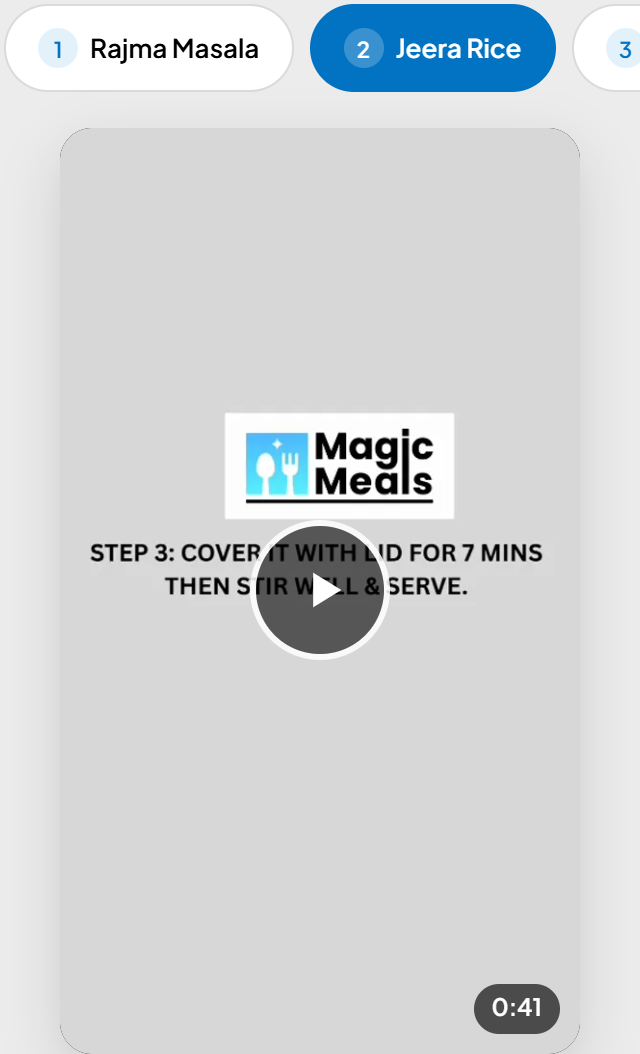 1 Rajma Masala
2 Jeera Rice
3
Magic
Meals
STEP 3: COVER IT WITH LID FOR 7 MINS
THEN STIR WELL & SERVE.
0:41